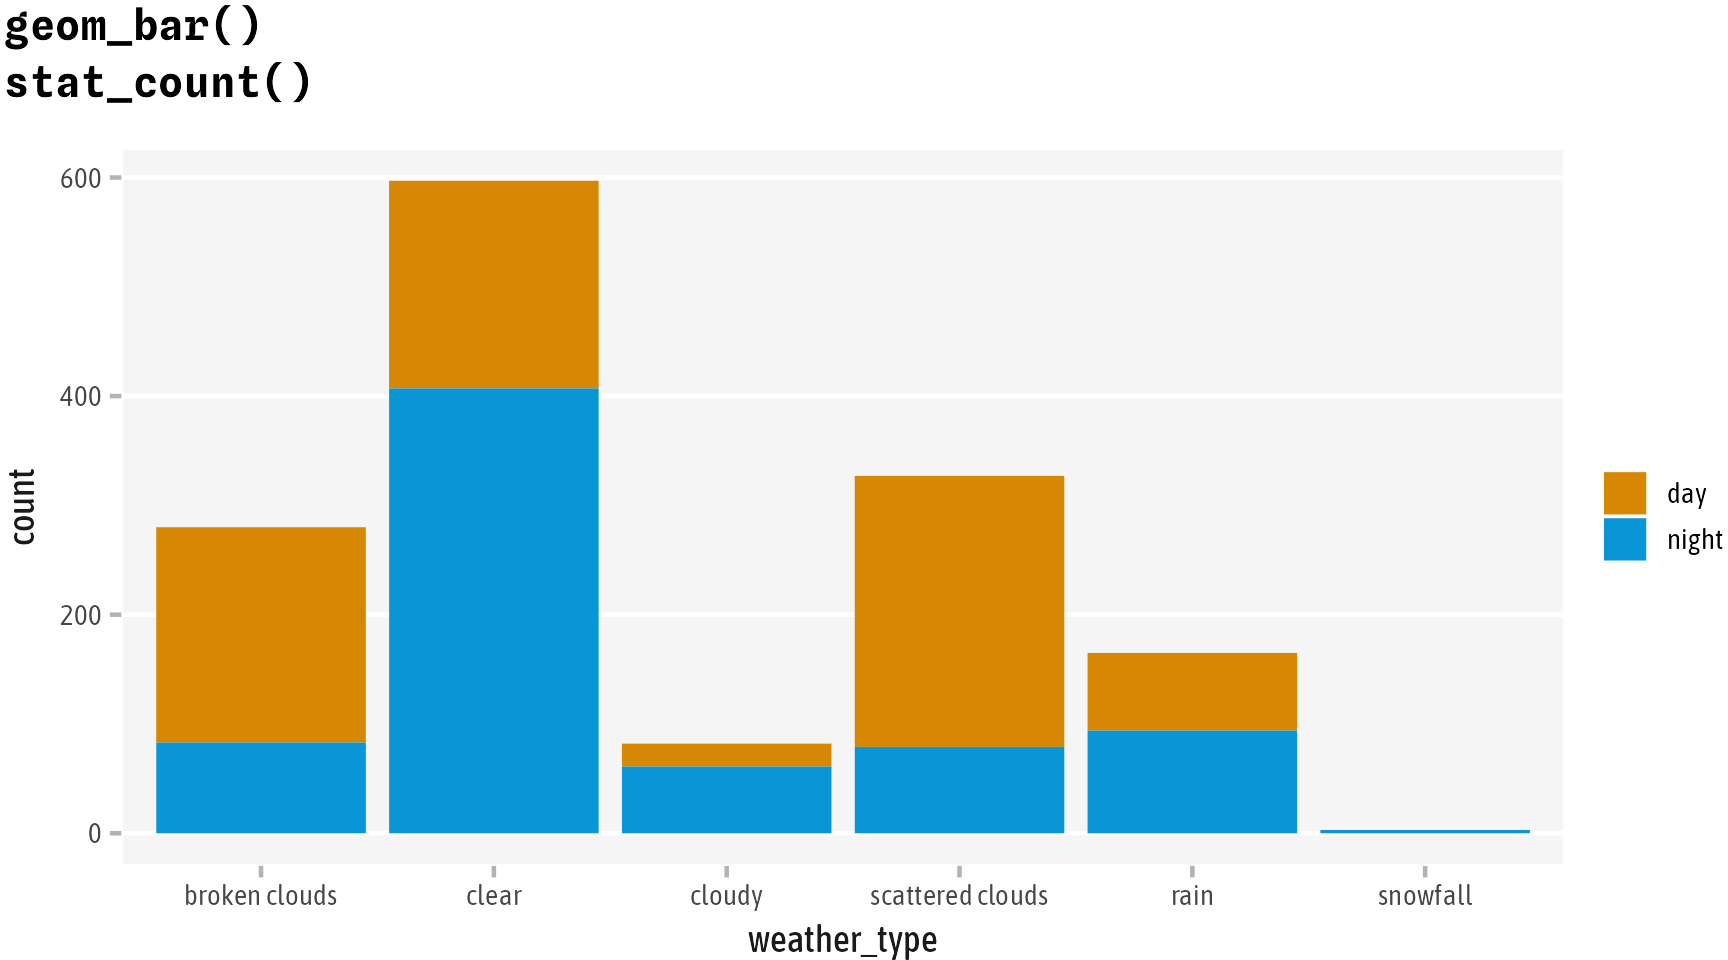 geom_bar()
stat_count()
600
400
200
0
count
broken clouds
clear
cloudy
scattered clouds
rain
snowfall
weather_type
day
night